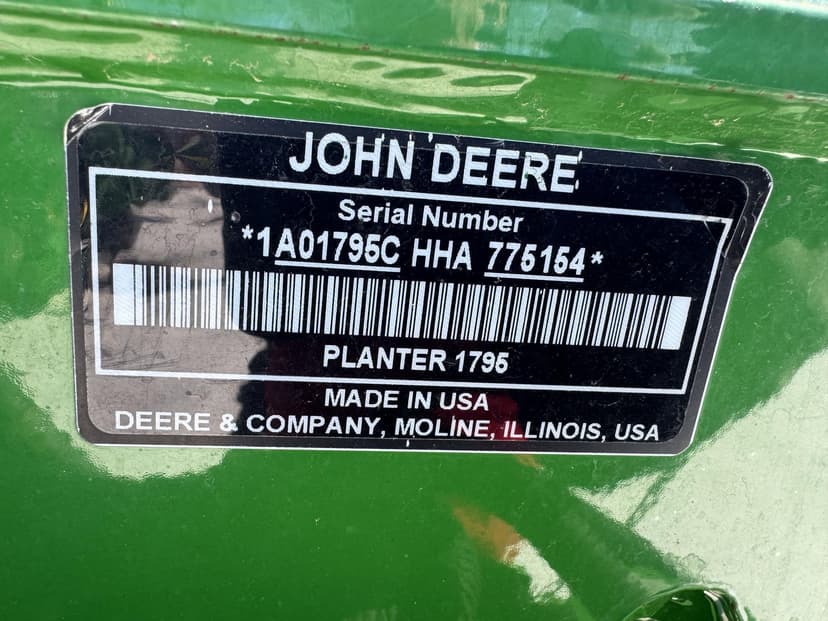 JOHN DEERE
Serial Number
*1A01795C HHA 775154*
PLANTER 1795
MADE IN USA
DEERE & COMPANY, MOLINE, ILLINOIS, USA